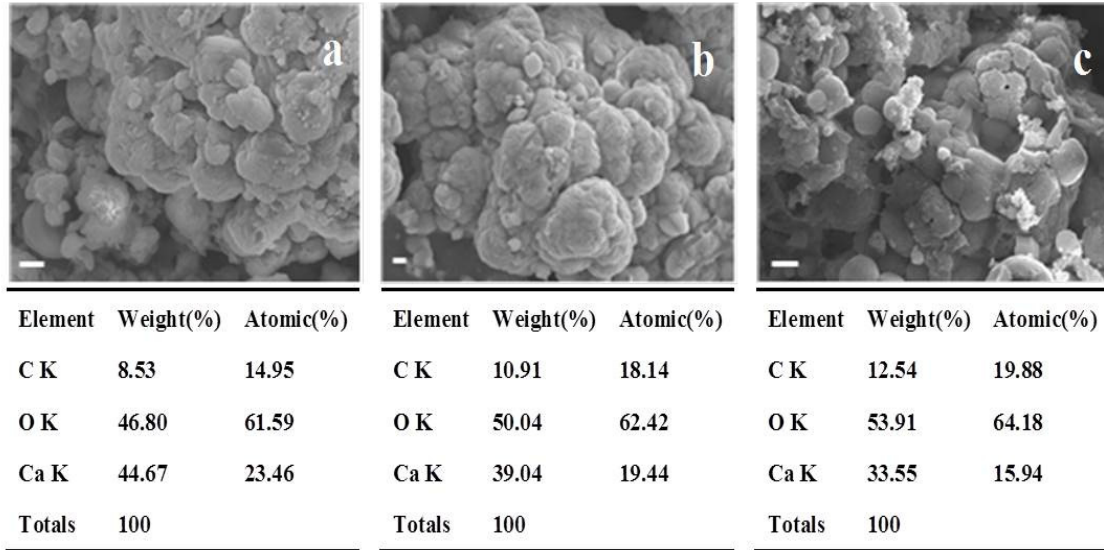 a
b
c
Element Weight(%) Atomic(%)
C K 8.53 14.95
O K 46.80 61.59
Ca K 44.67 23.46
Totals 100
Element Weight(%) Atomic(%)
C K 10.91 18.14
O K 50.04 62.42
Ca K 39.04 19.44
Totals 100
Element Weight(%) Atomic(%)
C K 12.54 19.88
O K 53.91 64.18
Ca K 33.55 15.94
Totals 100